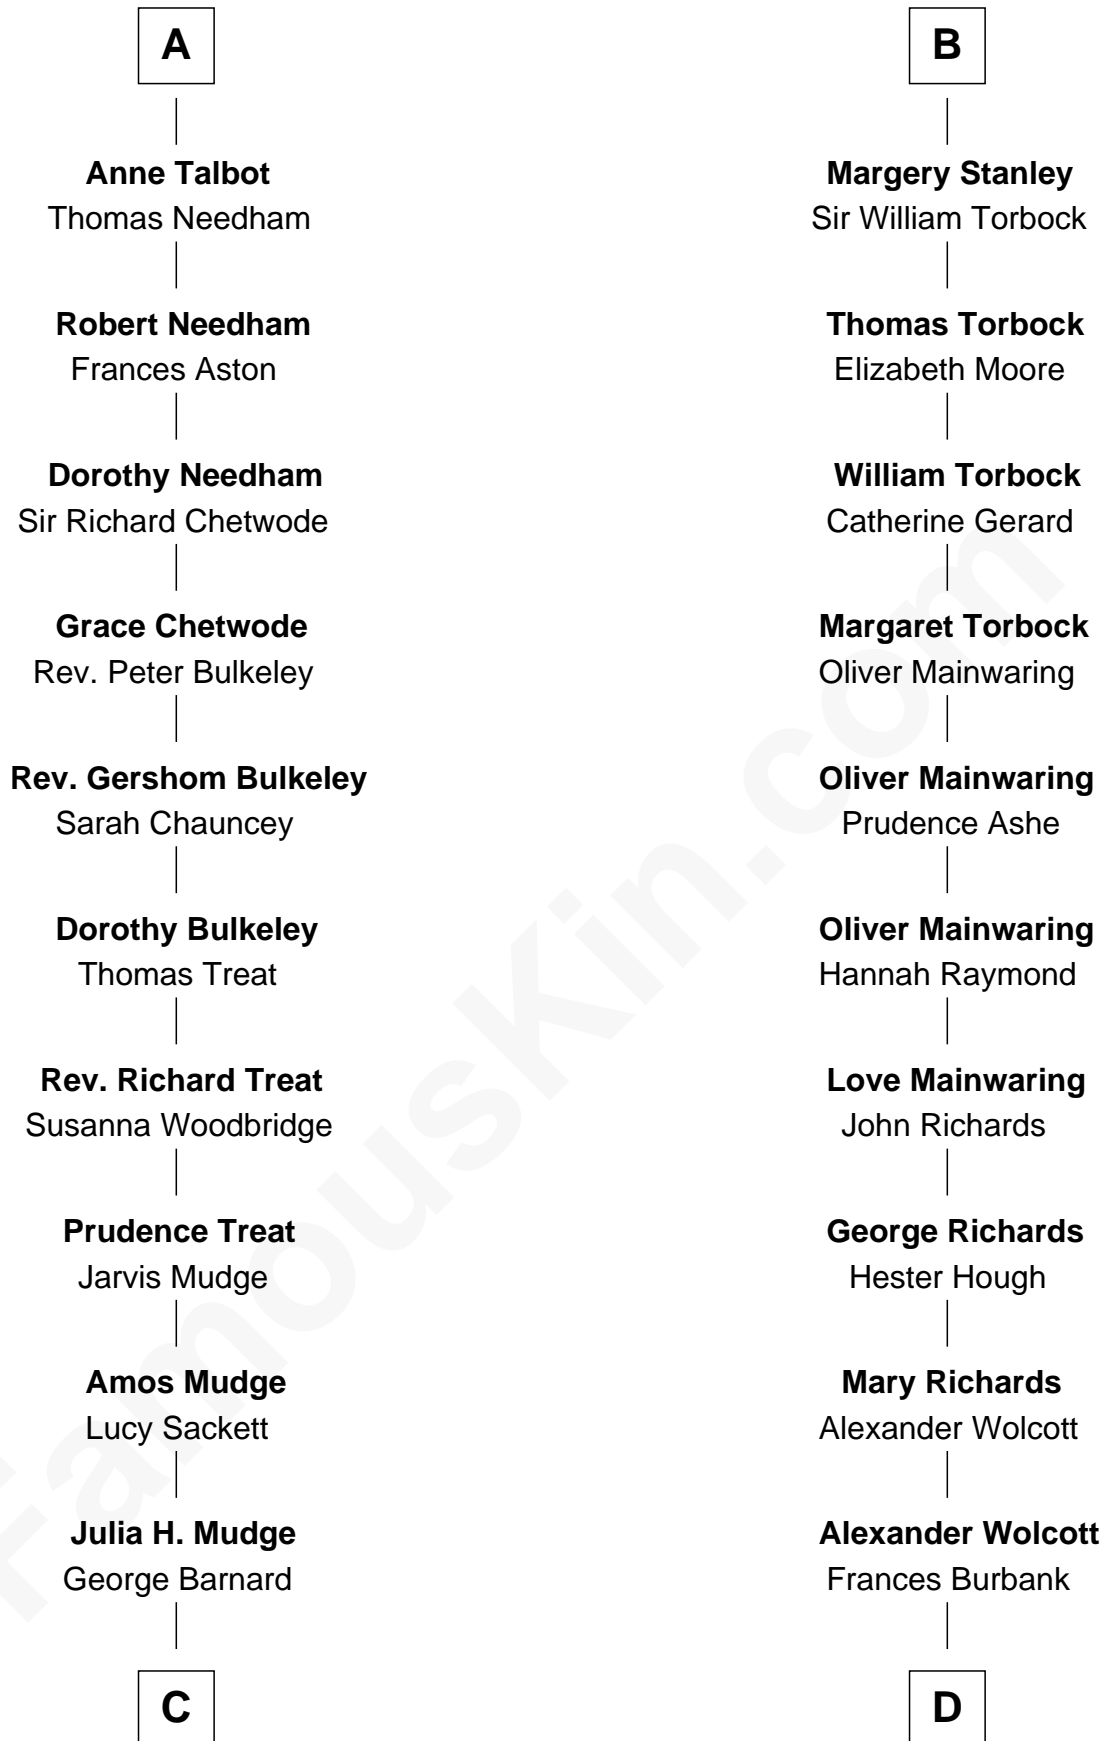 A
Anne Talbot
Thomas Needham
Robert Needham
Frances Aston
Dorothy Needham
Sir Richard Chetwode
Grace Chetwode
Rev. Peter Bulkeley
Rev. Gershom Bulkeley
Sarah Chauncey
Dorothy Bulkeley
Thomas Treat
Rev. Richard Treat
Susanna Woodbridge
Prudence Treat
Jarvis Mudge
Amos Mudge
Lucy Sackett
Julia H. Mudge
George Barnard
C
B
Margery Stanley
Sir William Torbock
Thomas Torbock
Elizabeth Moore
William Torbock
Catherine Gerard
Margaret Torbock
Oliver Mainwaring
Oliver Mainwaring
Prudence Ashe
Oliver Mainwaring
Hannah Raymond
Love Mainwaring
John Richards
George Richards
Hester Hough
Mary Richards
Alexander Wolcott
Alexander Wolcott
Frances Burbank
D
FamousKin.com